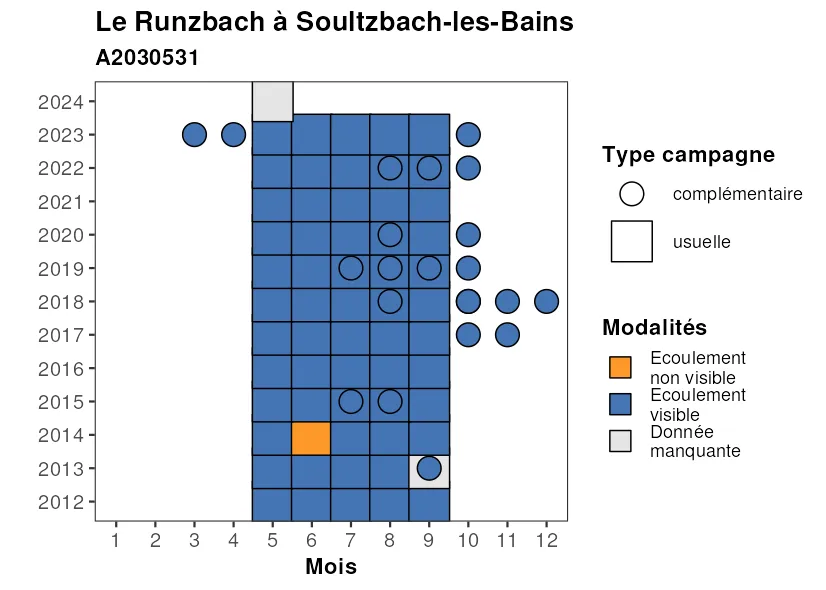 Le Runzbach à Soultzbach-les-Bains
A2030531
2024
2023
2022
2021
2020
2019
2018
2017
2016
2015
2014
2013
2012
1 2 3 4 5 6 7 8 9 10 11 12
Mois
Type campagne
complémentaire
usuelle
Modalités
Ecoulement
non visible
Ecoulement
visible
Donnée
manquante